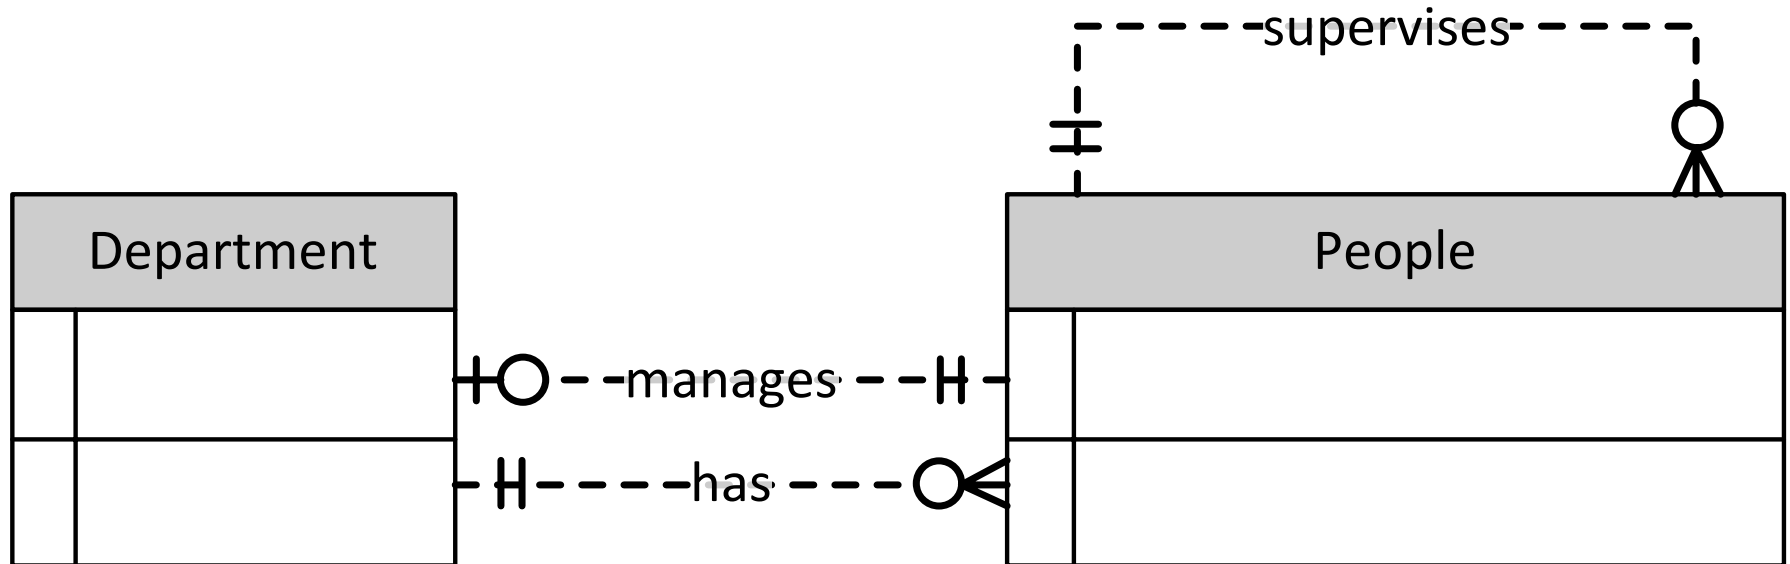 supervises
Department
People
manages
has